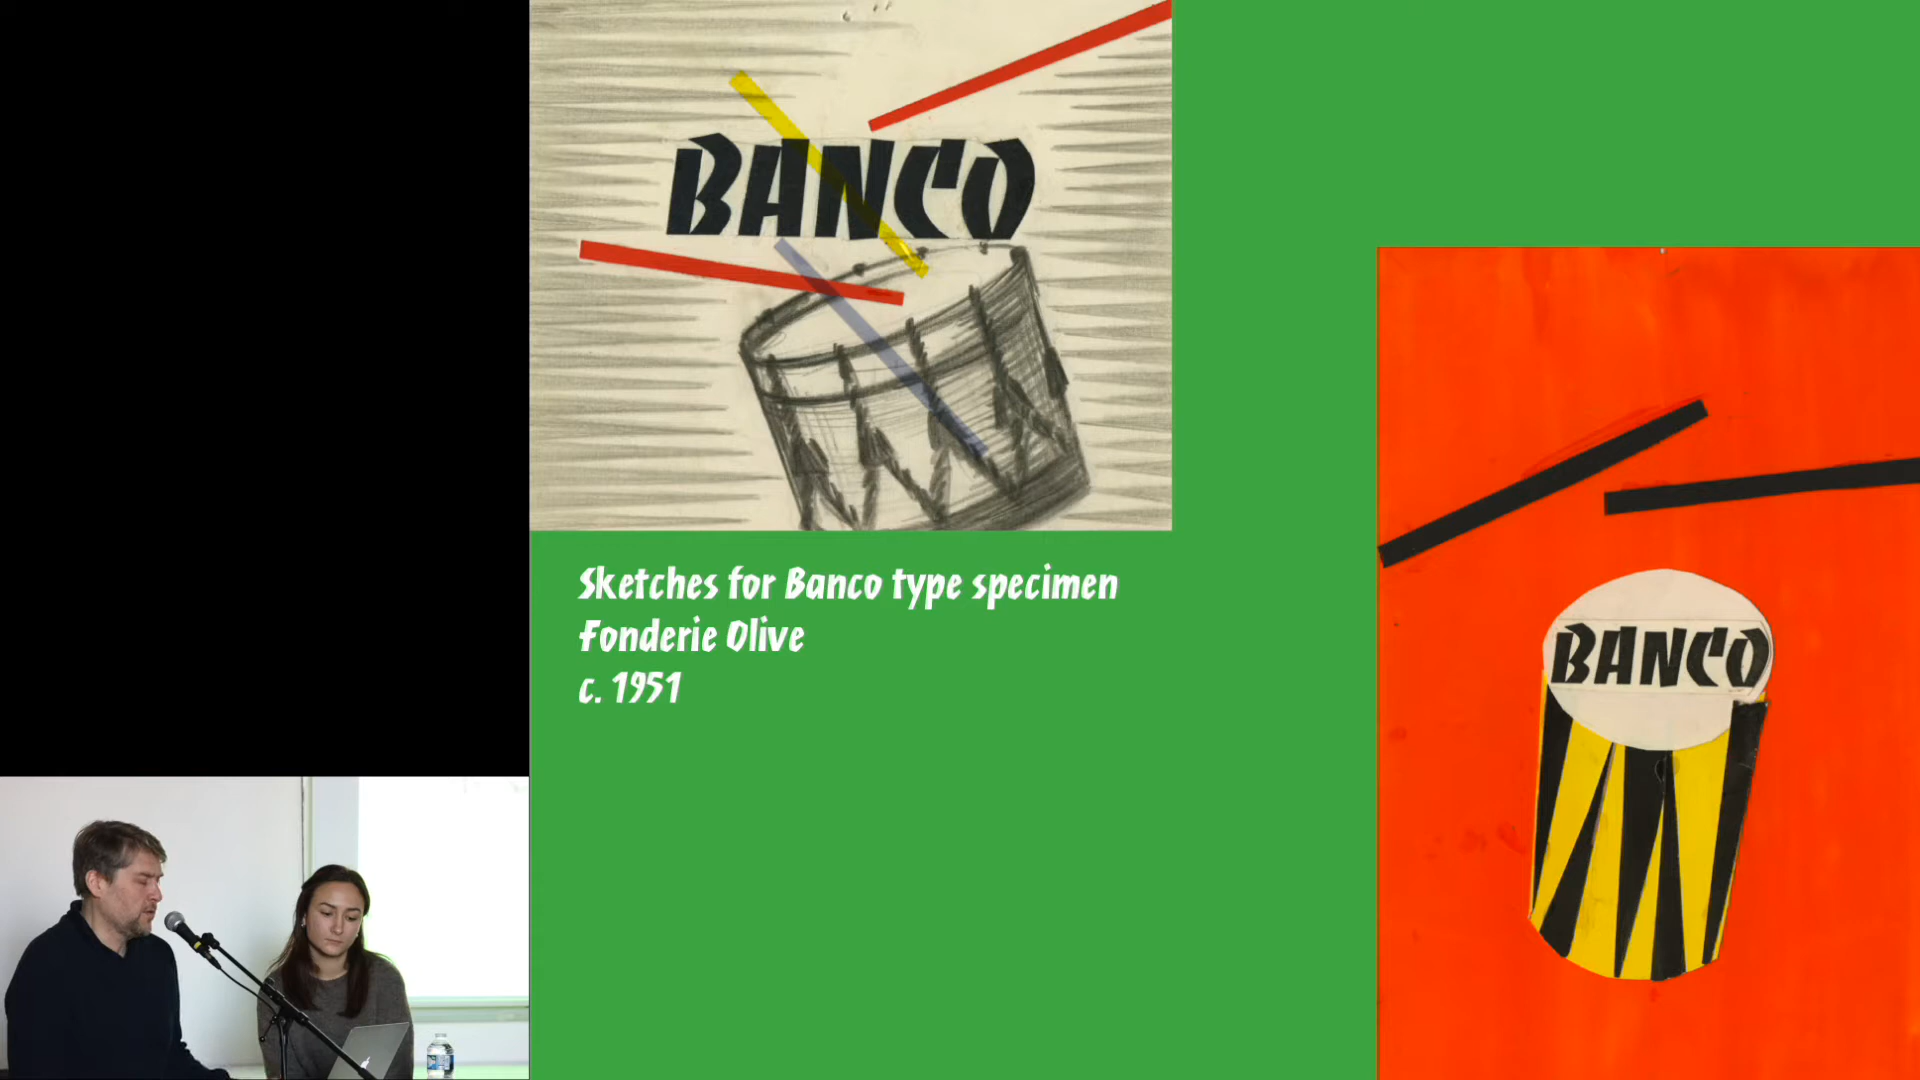 BANCO
Sketches for Banco type specimen
Fonderie Olive
c. 1951
BANCO